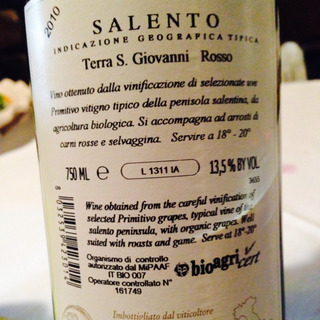 2010
SALENTO
INDICAZIONE GEOGRAFICA TIPICA
Terra S. Giovanni Rosso
Vino ottenuto dalla vinificazione di selezionate uve
Primitivo vitigno tipico della penisola salentina, da
agricoltura biologica. Si accompagna ad arrosti di
carni rosse e selvaggina. Servire a 18° - 20°
750 ML e L 1311 IA 13,5% BY VOL.
Wine obtained from the careful vinification of
selected Primitivo grapes, typical vine of the
salento peninsula, with organic grapes. Well
suited with roasts and game. Serve at 18°-20°
Organismo di controllo
autorizzato dal MiPAAF
IT BIO 007
Operatore controllato N°
161749
bioagricert
Imbottigliato dal viticoltore